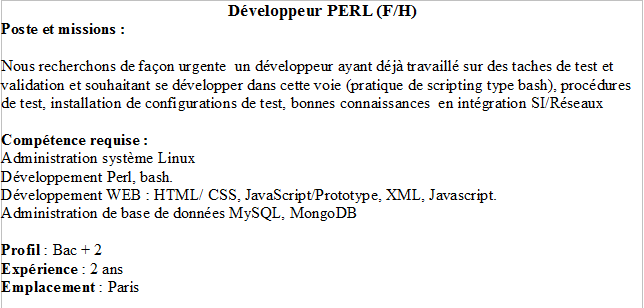 Développeur PERL (F/H)
Poste et missions :
Nous recherchons de façon urgente un développeur ayant déjà travaillé sur des taches de test et
validation et souhaitant se développer dans cette voie (pratique de scripting type bash), procédures
de test, installation de configurations de test, bonnes connaissances en intégration SI/Réseaux
Compétence requise :
Administration système Linux
Développement Perl, bash.
Développement WEB : HTML/ CSS, JavaScript/Prototype, XML, Javascript.
Administration de base de données MySQL, MongoDB
Profil : Bac + 2
Expérience : 2 ans
Emplacement : Paris